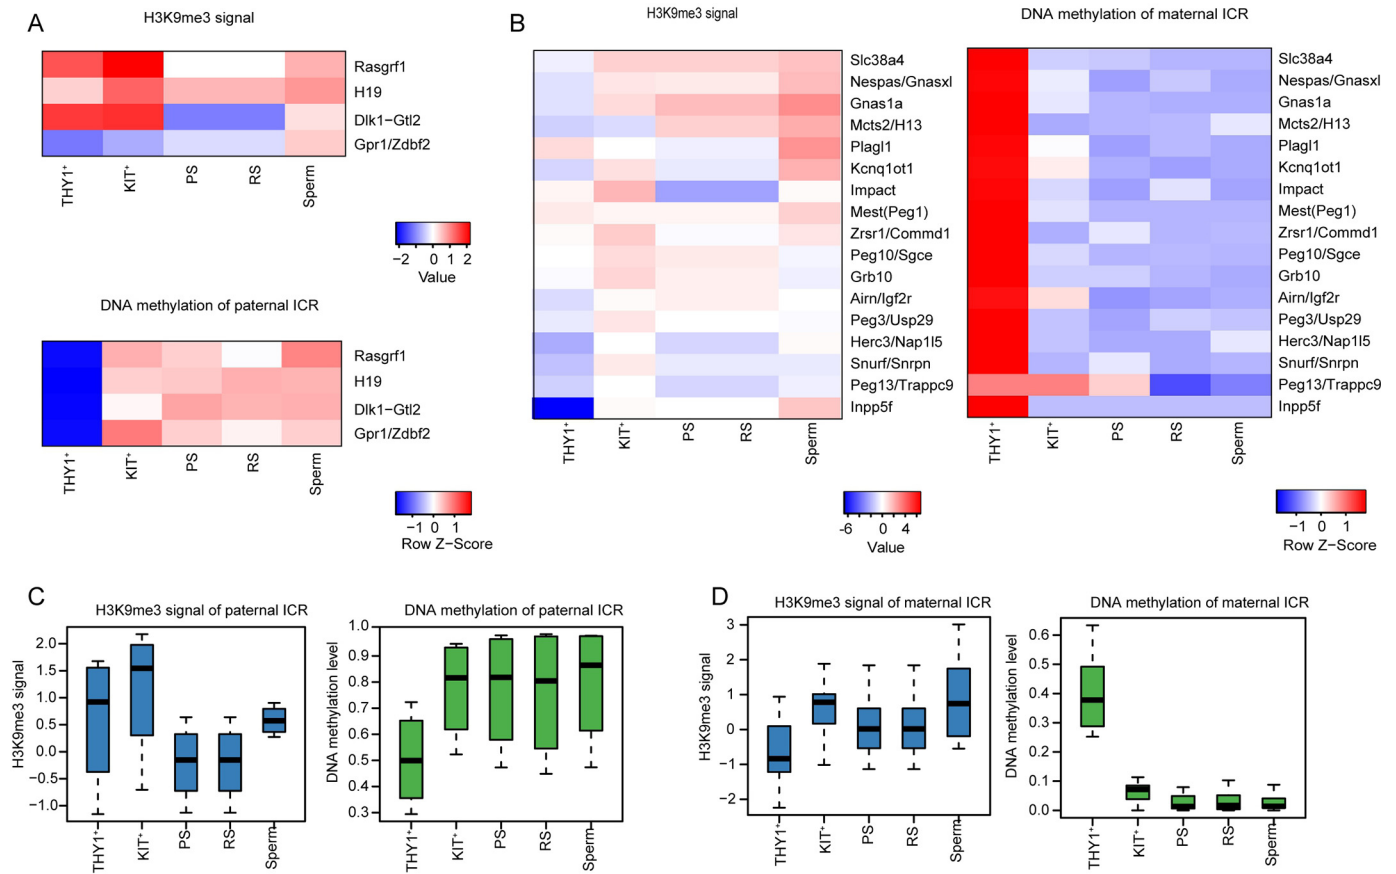 A
H3K9me3 signal
Rasgrf1
H19
Dlk1−Gtl2
Gpr1/Zdbf2
THY1+ KIT+ PS RS Sperm
−2 −1 0 1 2
Value
DNA methylation of paternal ICR
Rasgrf1
H19
Dlk1−Gtl2
Gpr1/Zdbf2
THY1+ KIT+ PS RS Sperm
−1 0 1
Row Z−Score
B
H3K9me3 signal
Slc38a4
Nespas/Gnasxl
Gnas1a
Mcts2/H13
Plagl1
Kcnq1ot1
Impact
Mest(Peg1)
Zrsr1/Commd1
Peg10/Sgce
Grb10
Airn/Igf2r
Peg3/Usp29
Herc3/Nap1l5
Snurf/Snrpn
Peg13/Trappc9
Inpp5f
THY1+ KIT+ PS RS Sperm
-6 0 4
Value
DNA methylation of maternal ICR
Slc38a4
Nespas/Gnasxl
Gnas1a
Mcts2/H13
Plagl1
Kcnq1ot1
Impact
Mest(Peg1)
Zrsr1/Commd1
Peg10/Sgce
Grb10
Airn/Igf2r
Peg3/Usp29
Herc3/Nap1l5
Snurf/Snrpn
Peg13/Trappc9
Inpp5f
THY1+ KIT+ PS RS Sperm
−1 0 1
Row Z−Score
C
H3K9me3 signal of paternal ICR
H3K9me3 signal
2.0
1.5
1.0
0.5
0.0
−0.5
−1.0
THY1+ KIT+ PS RS Sperm
DNA methylation of paternal ICR
DNA methylation level
1.0
0.9
0.8
0.7
0.6
0.5
0.4
0.3
THY1+ KIT+ PS RS Sperm
D
H3K9me3 signal of maternal ICR
H3K9me3 signal
3
2
1
0
−1
−2
THY1+ KIT+ PS RS Sperm
DNA methylation of maternal ICR
DNA methylation level
0.6
0.5
0.4
0.3
0.2
0.1
0.0
THY1+ KIT+ PS RS Sperm